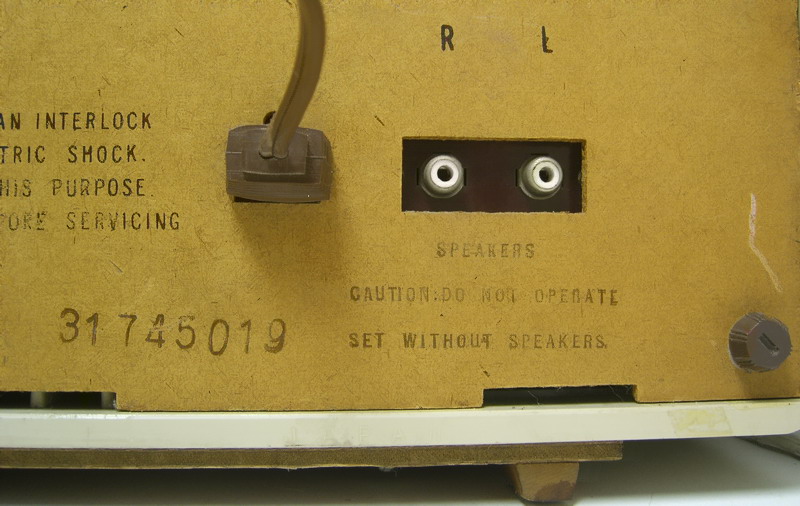 R L
AN INTERLOCK
TRIC SHOCK.
HIS PURPOSE.
FORE SERVICING
SPEAKERS
CAUTION:DO NOT OPERATE
SET WITHOUT SPEAKERS.
31745019